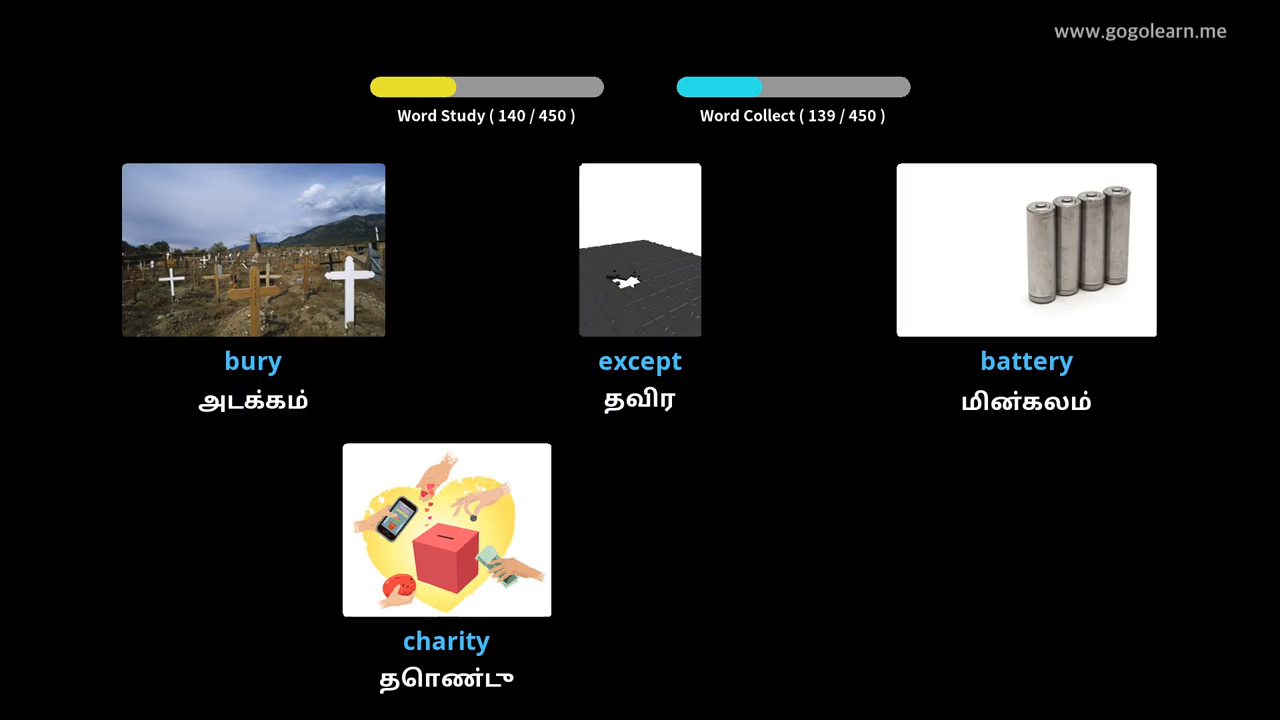 www.gogolearn.me
Word Study ( 140 / 450 )
Word Collect ( 139 / 450 )
bury
except
battery
அடக்கம்
தவிர
மின்கலம்
charity
தொண்டு